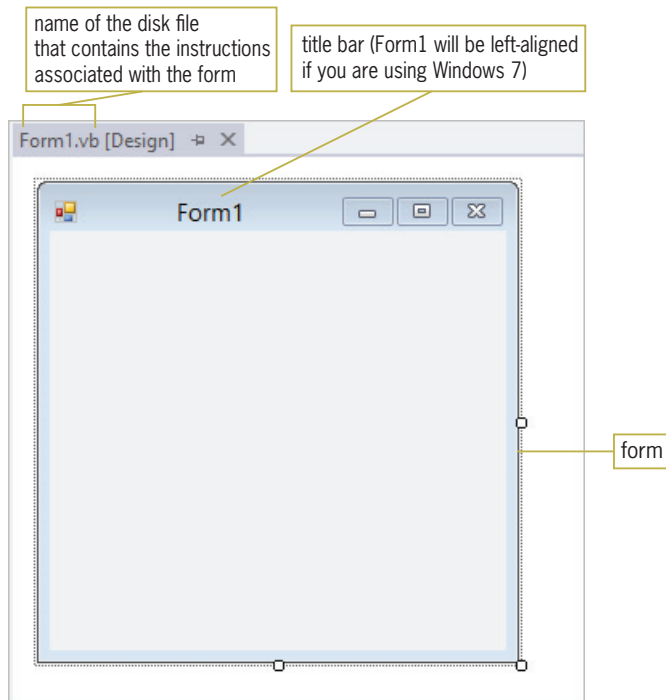 name of the disk file
that contains the instructions
associated with the form
title bar (Form1 will be left-aligned
if you are using Windows 7)
Form1.vb [Design]
Form1
form